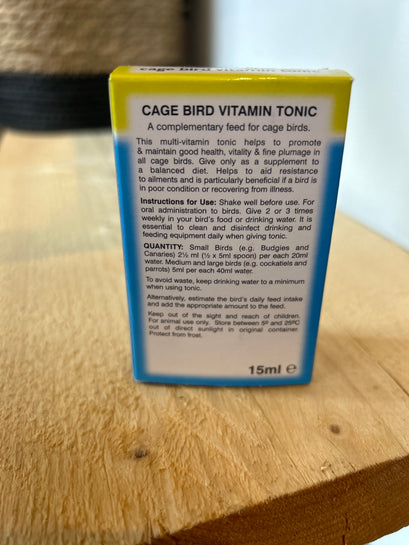 cage bird vitamin tonic
CAGE BIRD VITAMIN TONIC
A complementary feed for cage birds.
This multi-vitamin tonic helps to promote
& maintain good health, vitality & fine plumage in
all cage birds. Give only as a supplement to
a balanced diet. Helps to aid resistance
to ailments and is particularly beneficial if a bird is
in poor condition or recovering from illness.
Instructions for Use: Shake well before use. For
oral administration to birds. Give 2 or 3 times
weekly in your bird's food or drinking water. It is
essential to clean and disinfect drinking and
feeding equipment daily when giving tonic.
QUANTITY: Small Birds (e.g. Budgies and
Canaries) 2½ ml (½ x 5ml spoon) per each 20ml
water. Medium and large birds (e.g. cockatiels and
parrots) 5ml per each 40ml water.
To avoid waste, keep drinking water to a minimum
when using tonic.
Alternatively, estimate the bird's daily feed intake
and add the appropriate amount to the feed.
Keep out of the sight and reach of children.
For animal use only. Store between 5º and 25ºC
out of direct sunlight in original container.
Protect from frost.
15ml ℮